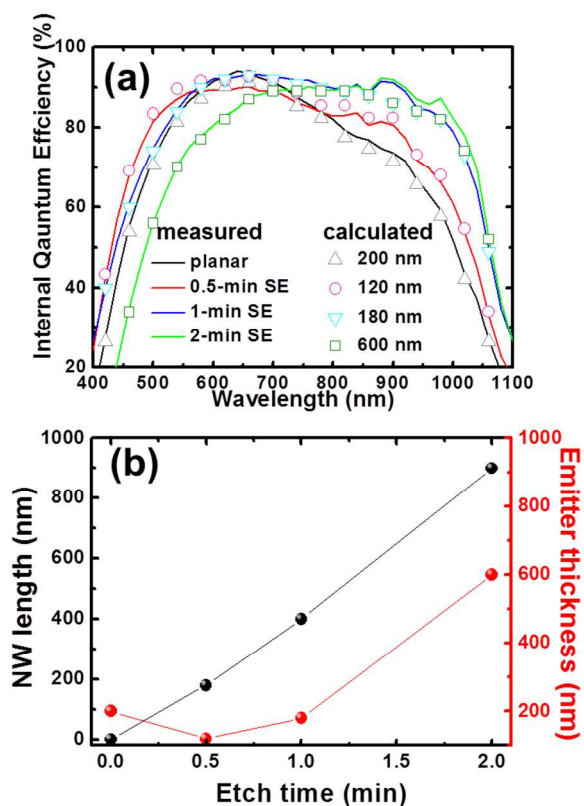 (a)
Internal Qauntum Effciency (%)
100
80
60
40
20
measured
planar
0.5-min SE
1-min SE
2-min SE
calculated
200 nm
120 nm
180 nm
600 nm
400 500 600 700 800 900 1000 1100
Wavelength (nm)
(b)
NW length (nm)
1000
800
600
400
200
0
Emitter thickness (nm)
1000
800
600
400
200
0.0 0.5 1.0 1.5 2.0
Etch time (min)